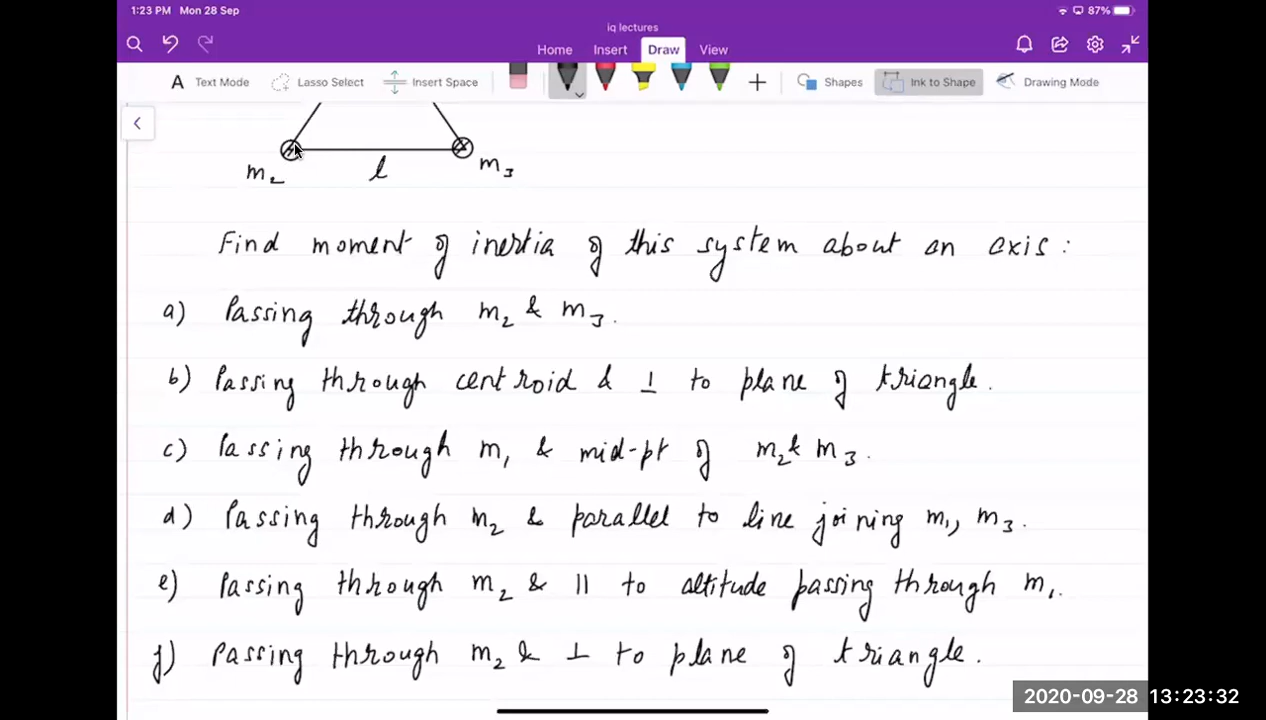 1:23 PM Mon 28 Sep
87%
iq lectures
Home Insert Draw View
Text Mode Lasso Select Insert Space Shapes Ink to Shape Drawing Mode
m₂ l m₃
Find moment of inertia of this system about an axis :
a) Passing through m₂ & m₃.
b) Passing through centroid & ⊥ to plane of triangle.
c) Passing through m₁ & mid-pt of m₂ & m₃.
d) Passing through m₂ & parallel to line joining m₁, m₃.
e) Passing through m₂ & || to altitude passing through m₁.
f) Passing through m₂ & ⊥ to plane of triangle.
2020-09-28 13:23:32